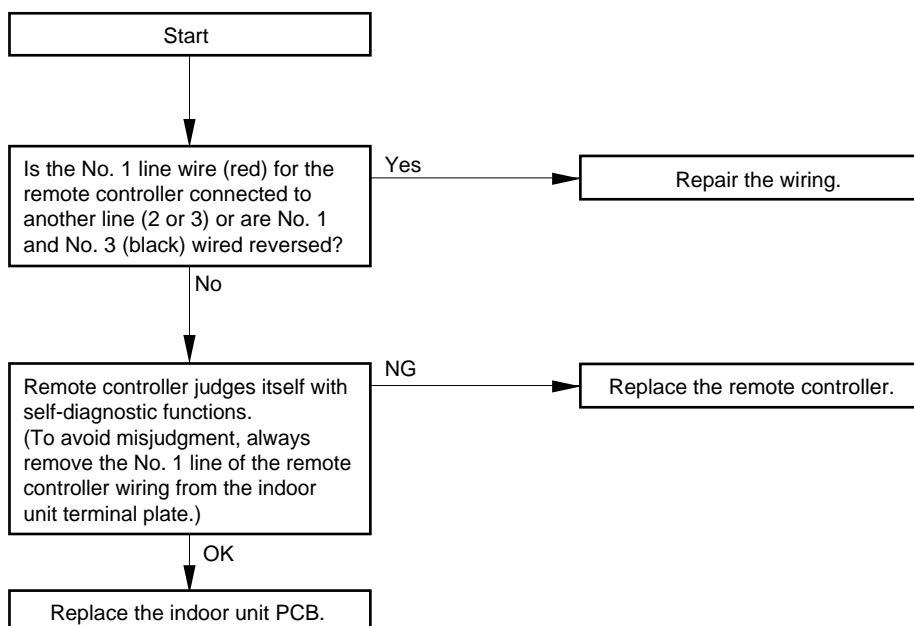 Start
Is the No. 1 line wire (red) for the
remote controller connected to
another line (2 or 3) or are No. 1
and No. 3 (black) wired reversed?
Yes
Repair the wiring.
No
Remote controller judges itself with
self-diagnostic functions.
(To avoid misjudgment, always
remove the No. 1 line of the remote
controller wiring from the indoor
unit terminal plate.)
NG
Replace the remote controller.
OK
Replace the indoor unit PCB.